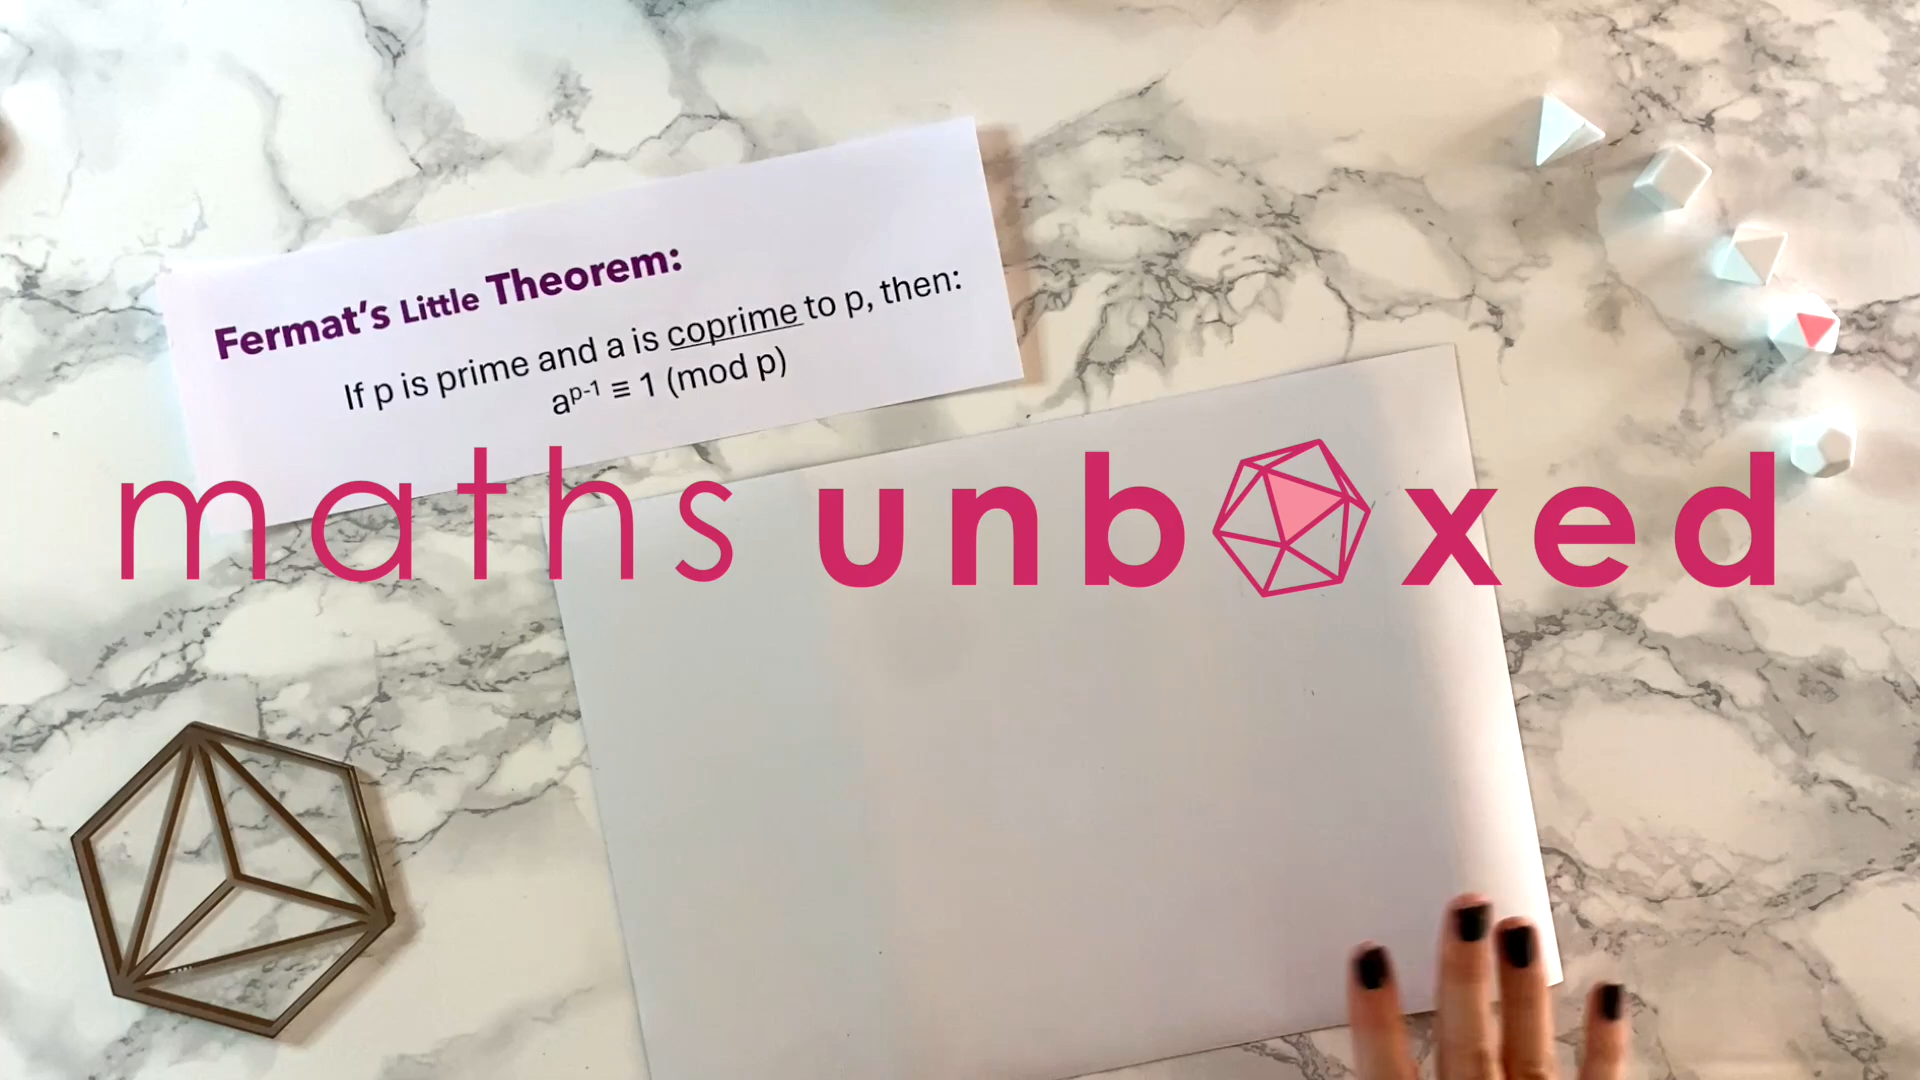 Fermat's Little Theorem:
If p is prime and a is coprime to p, then:
a^{p-1} ≡ 1 (mod p)
maths unboxed